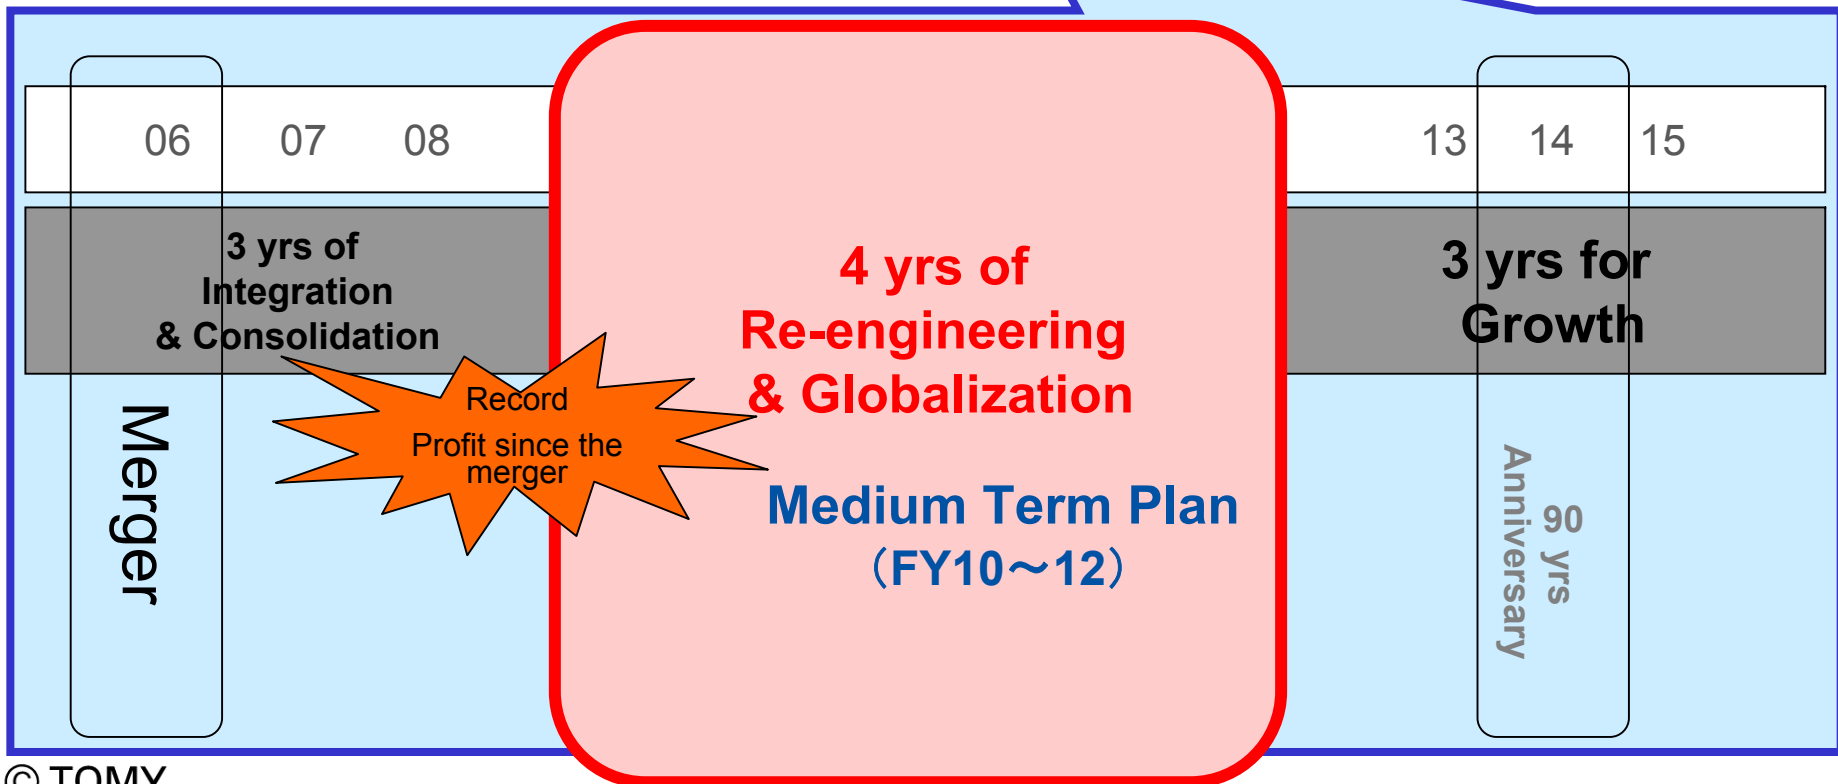 06 07 08 13 14 15
3 yrs of
Integration
& Consolidation
4 yrs of
Re-engineering
& Globalization
3 yrs for
Growth
Record
Profit since the
merger
Merger
Medium Term Plan
（FY10～12）
90 yrs
Anniversary
© TOMY